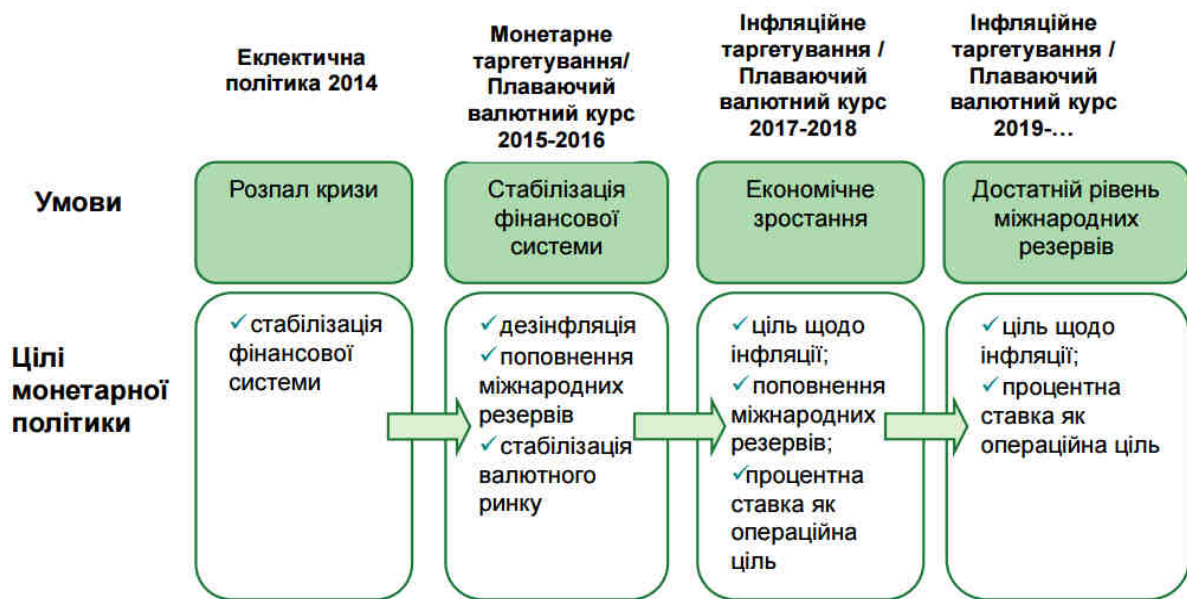 Еклектична
політика 2014
Монетарне
таргетування/
Плаваючий
валютний курс
2015-2016
Інфляційне
таргетування /
Плаваючий
валютний курс
2017-2018
Інфляційне
таргетування /
Плаваючий
валютний курс
2019-...
Умови
Розпал кризи
Стабілізація
фінансової
системи
Економічне
зростання
Достатній рівень
міжнародних
резервів
Цілі
монетарної
політики
✓стабілізація
фінансової
системи
✓дезінфляція
✓поповнення
міжнародних
резервів
✓стабілізація
валютного
ринку
✓ціль щодо
інфляції;
✓поповнення
міжнародних
резервів;
✓процентна
ставка як
операційна
ціль
✓ціль щодо
інфляції;
✓процентна
ставка як
операційна ціль